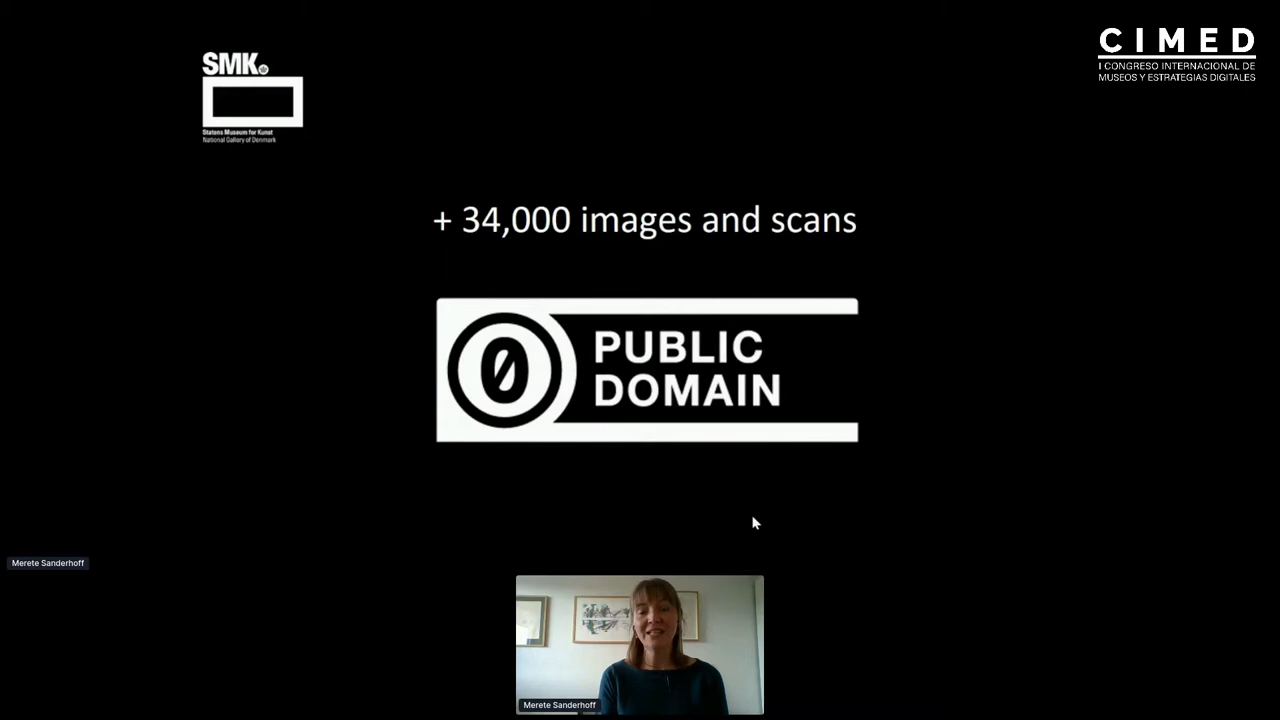 SMK
Statens Museum for Kunst
National Gallery of Denmark
CIMED
I CONGRESO INTERNACIONAL DE
MUSEOS Y ESTRATEGIAS DIGITALES
+ 34,000 images and scans
0
PUBLIC
DOMAIN
Merete Sanderhoff
Merete Sanderhoff